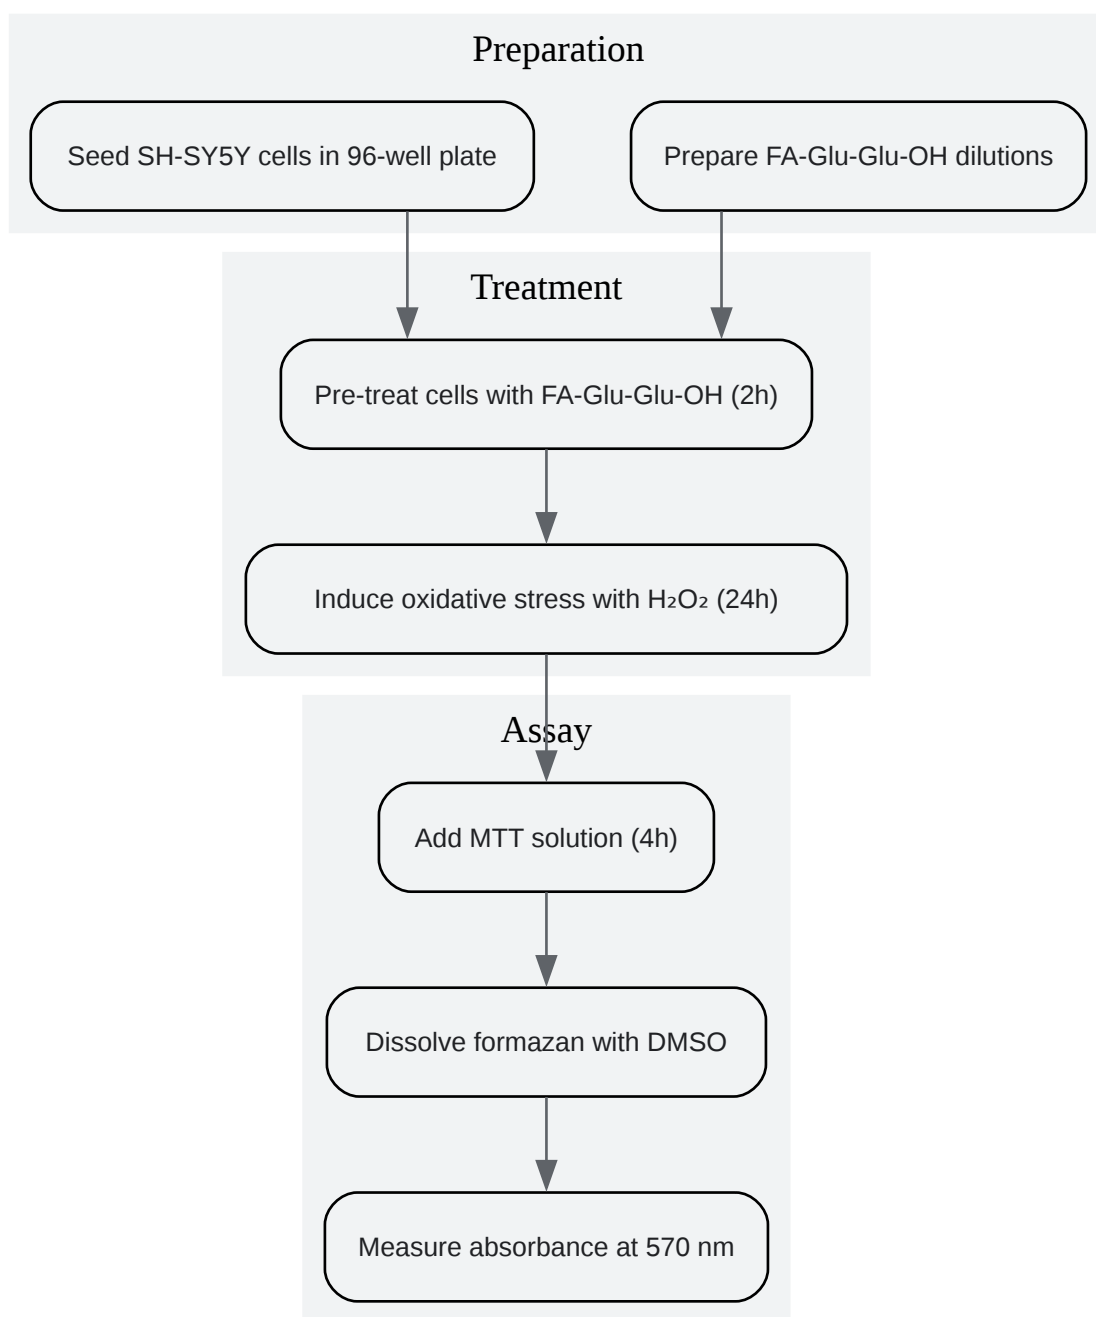 Preparation
Seed SH-SY5Y cells in 96-well plate
Prepare FA-Glu-Glu-OH dilutions
Treatment
Pre-treat cells with FA-Glu-Glu-OH (2h)
Induce oxidative stress with H₂O₂ (24h)
Assay
Add MTT solution (4h)
Dissolve formazan with DMSO
Measure absorbance at 570 nm